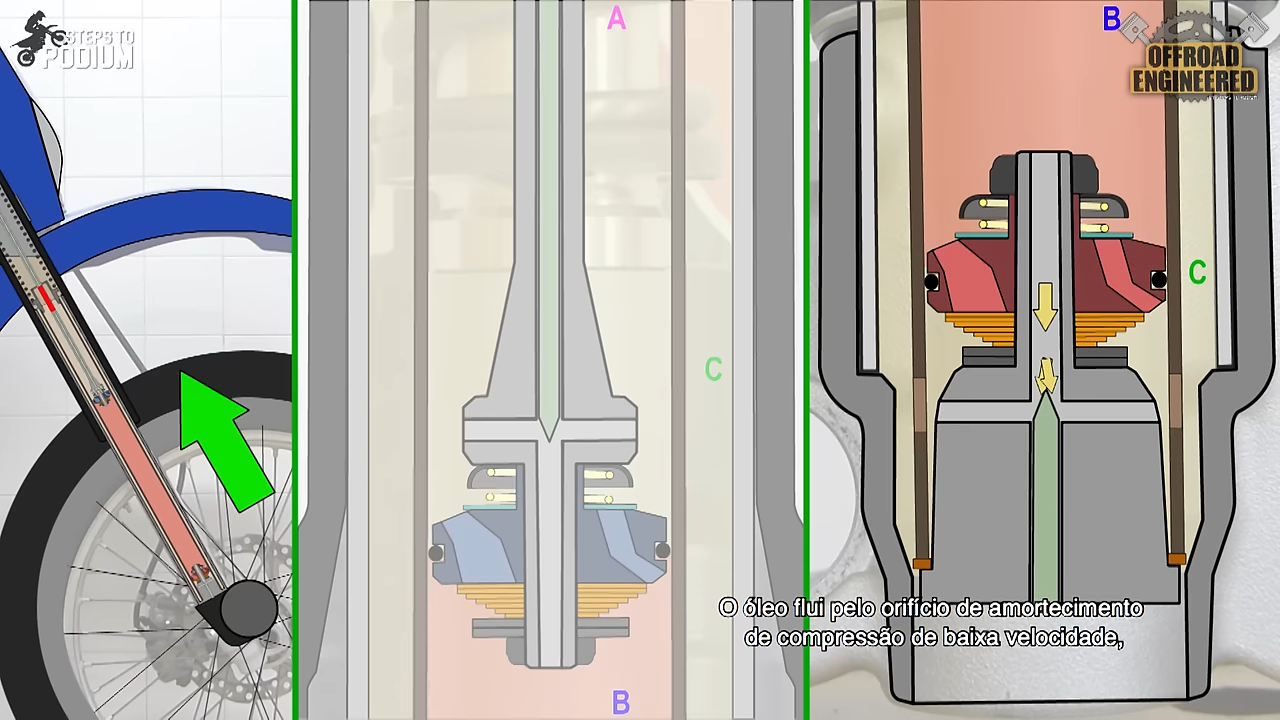 STEPS TO
PODIUM
A
B
OFFROAD
ENGINEERED
C
C
O óleo flui pelo orifício de amortecimento
de compressão de baixa velocidade,
B